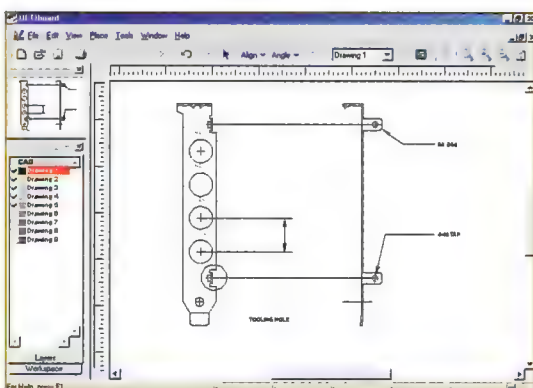 File Edit View Place Tools Window Help
Align Angle Drawing 1
CAD
Drawing 1
Drawing 2
Drawing 3
Drawing 4
Drawing 5
Drawing 6
Drawing 7
Drawing 8
Drawing 9
Layers
Workspace
TOOLING HOLE
For Help, press F1